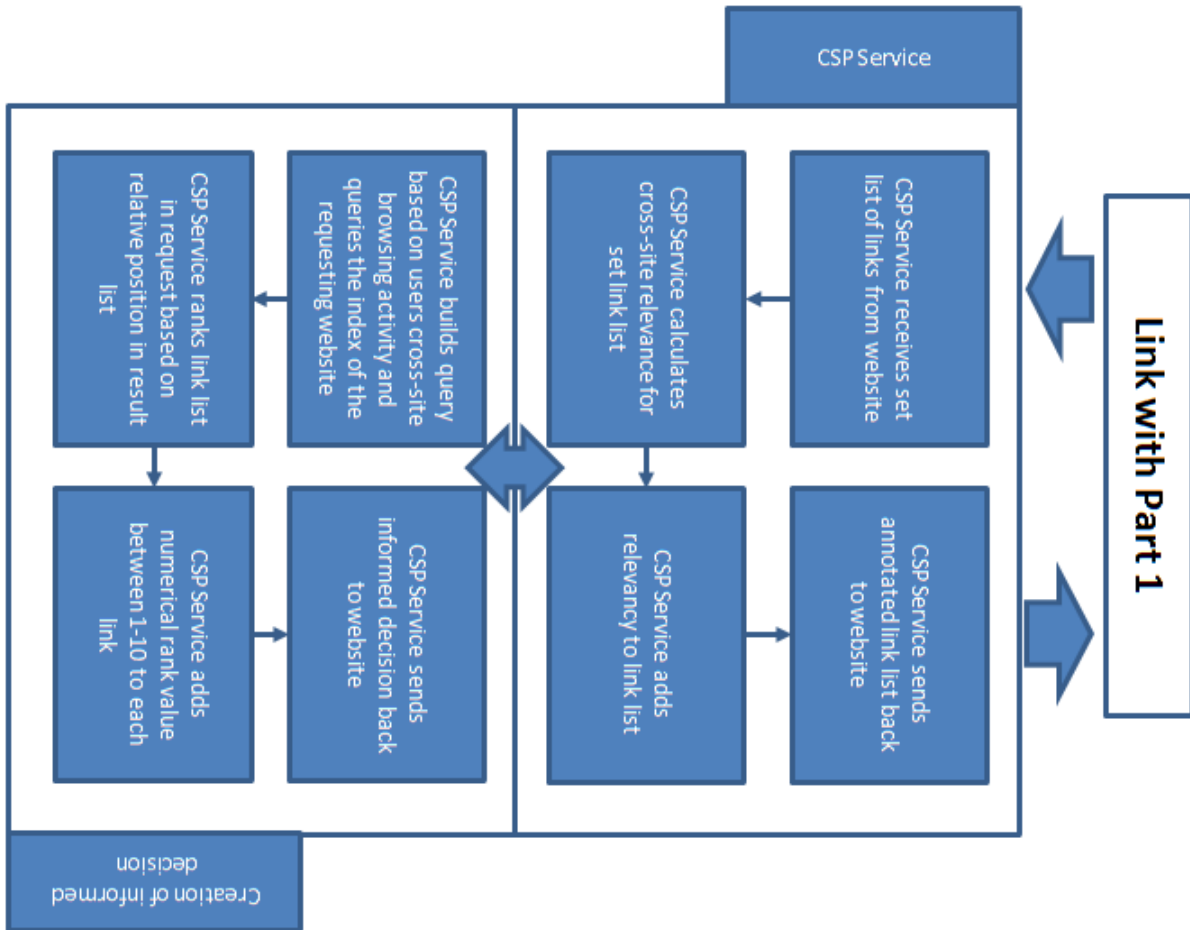 Link with Part 1
CSP Service
CSP Service receives set
list of links from website
CSP Service calculates
cross-site relevance for
set link list
CSP Service adds
relevancy to link list
CSP Service sends
annotated link list back
to website
CSP Service builds query
based on users cross-site
browsing activity and
queries the index of the
requesting website
CSP Service ranks link list
in request based on
relative position in result
list
CSP Service adds
numerical rank value
between 1-10 to each
link
CSP Service sends
informed decision back
to website
Creation of informed
decision